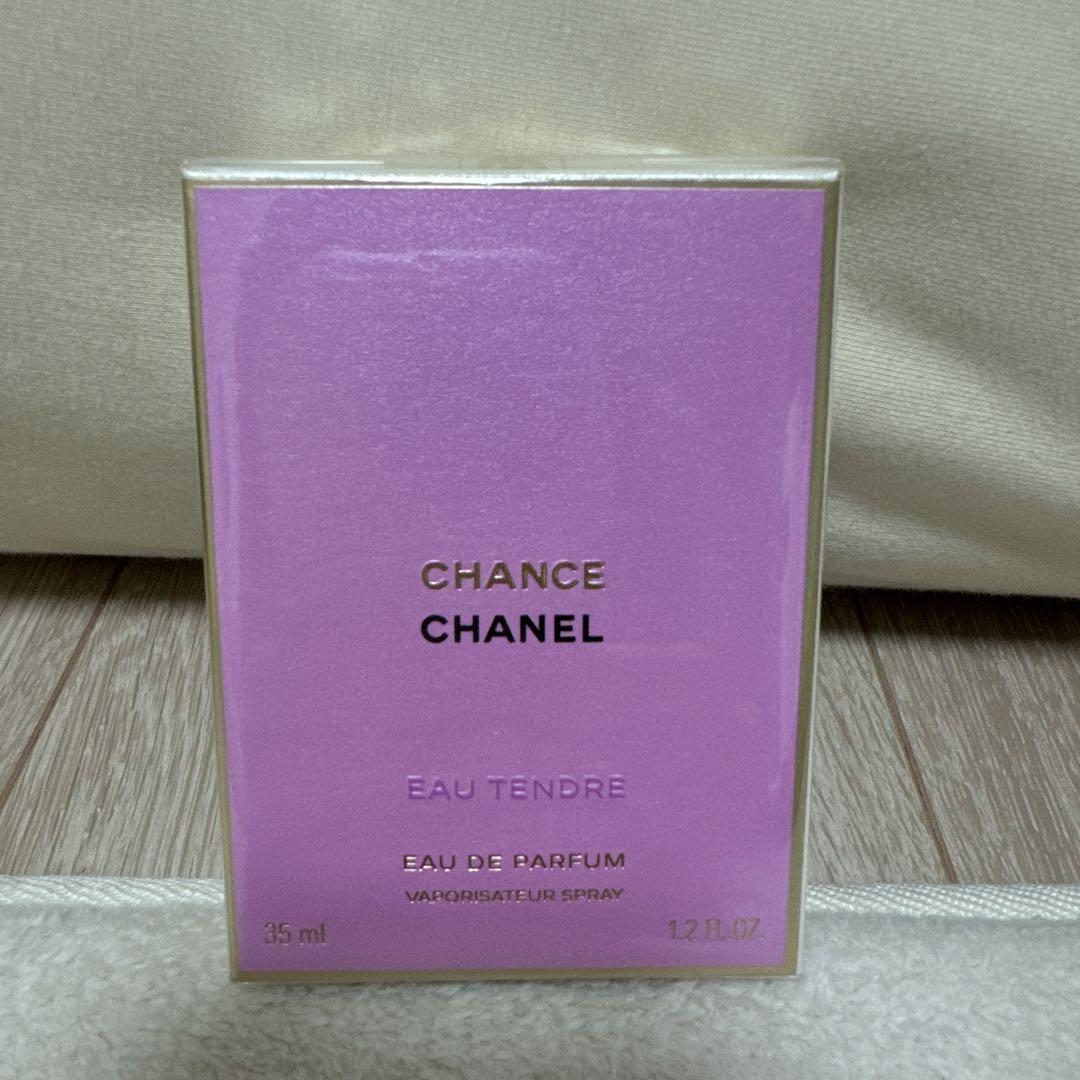 CHANCE
CHANEL
EAU TENDRE
EAU DE PARFUM
VAPORISATEUR SPRAY
35 ml 1.2 FL.OZ.